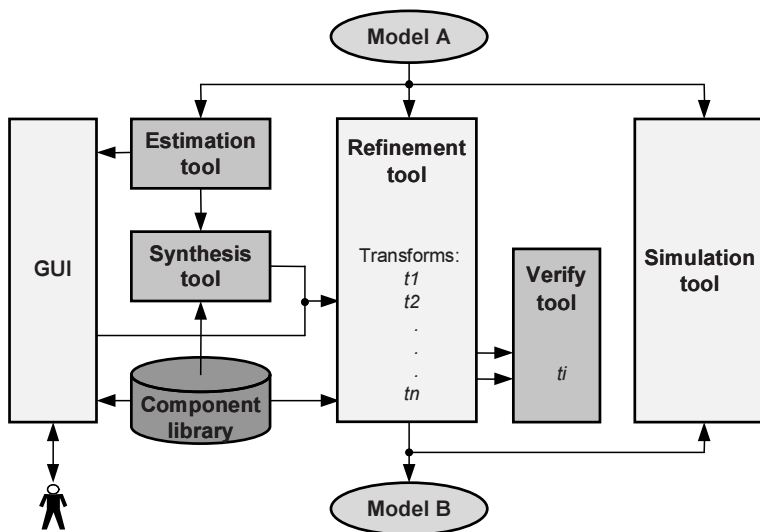 Model A
Estimation
tool
Refinement
tool
GUI
Synthesis
tool
Transforms:
t1
t2
.
.
.
tn
Verify
tool
ti
Simulation
tool
Component
library
Model B